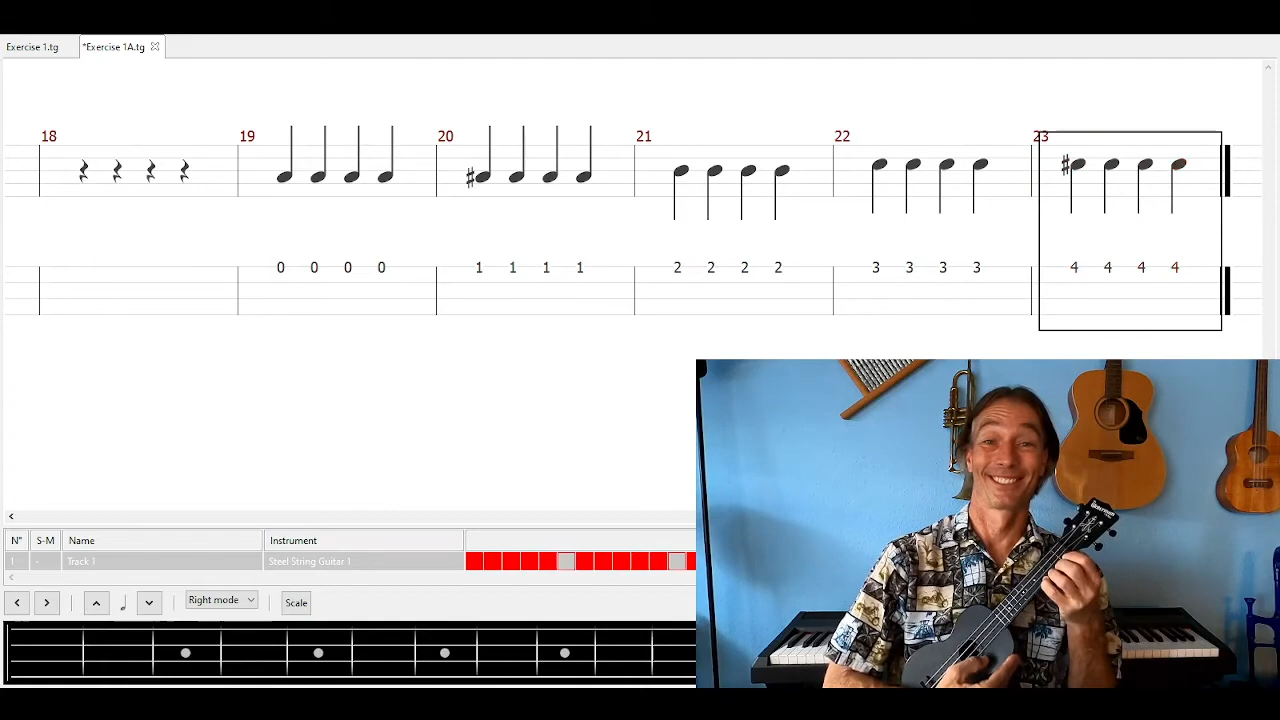 Exercise 1.tg *Exercise 1A.tg
18 19 20 21 22 23
0 0 0 0 1 1 1 1 2 2 2 2 3 3 3 3 4 4 4 4
N° S-M Name Instrument
1 - Track 1 Steel String Guitar 1
Right mode Scale